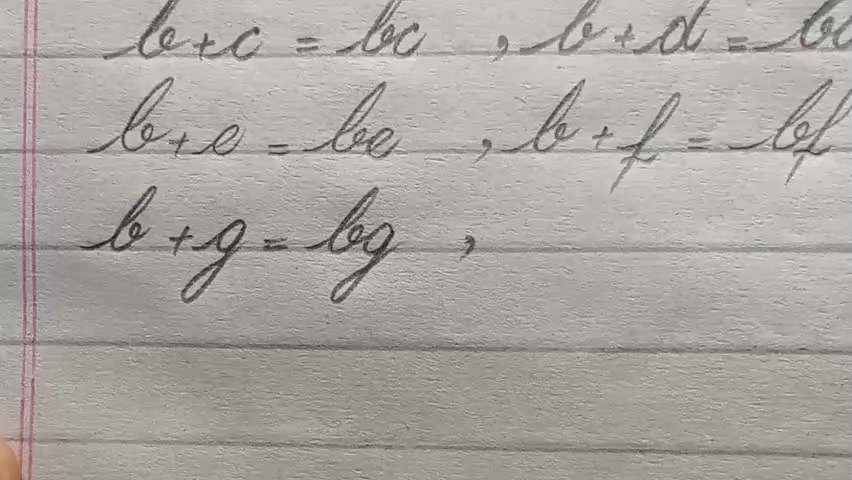 b+c = bc , b+d = bd
b+e = be , b+f = bf
b+g = bg ,